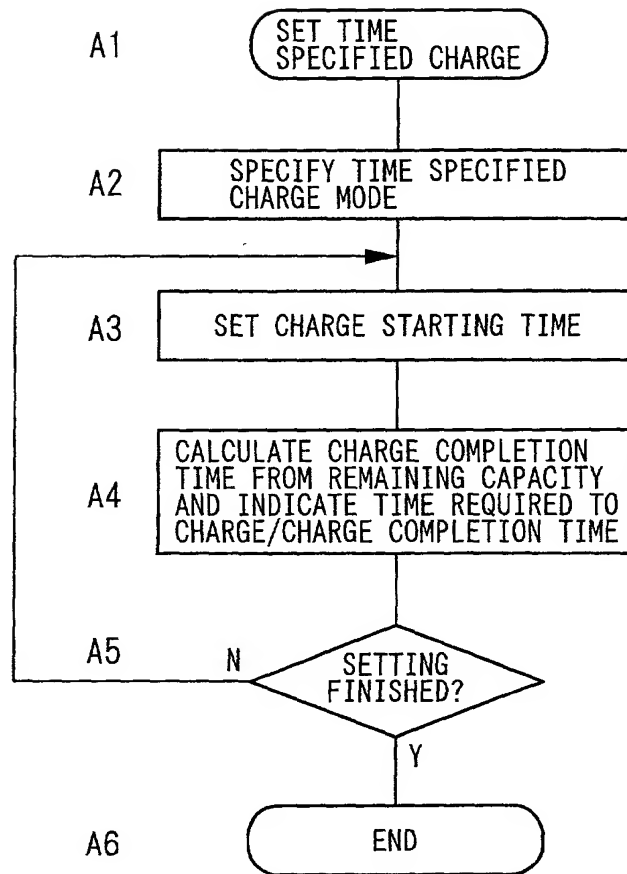 A1
SET TIME
SPECIFIED CHARGE
A2
SPECIFY TIME SPECIFIED
CHARGE MODE
A3
SET CHARGE STARTING TIME
A4
CALCULATE CHARGE COMPLETION
TIME FROM REMAINING CAPACITY
AND INDICATE TIME REQUIRED TO
CHARGE/CHARGE COMPLETION TIME
A5
N
SETTING
FINISHED?
Y
A6
END